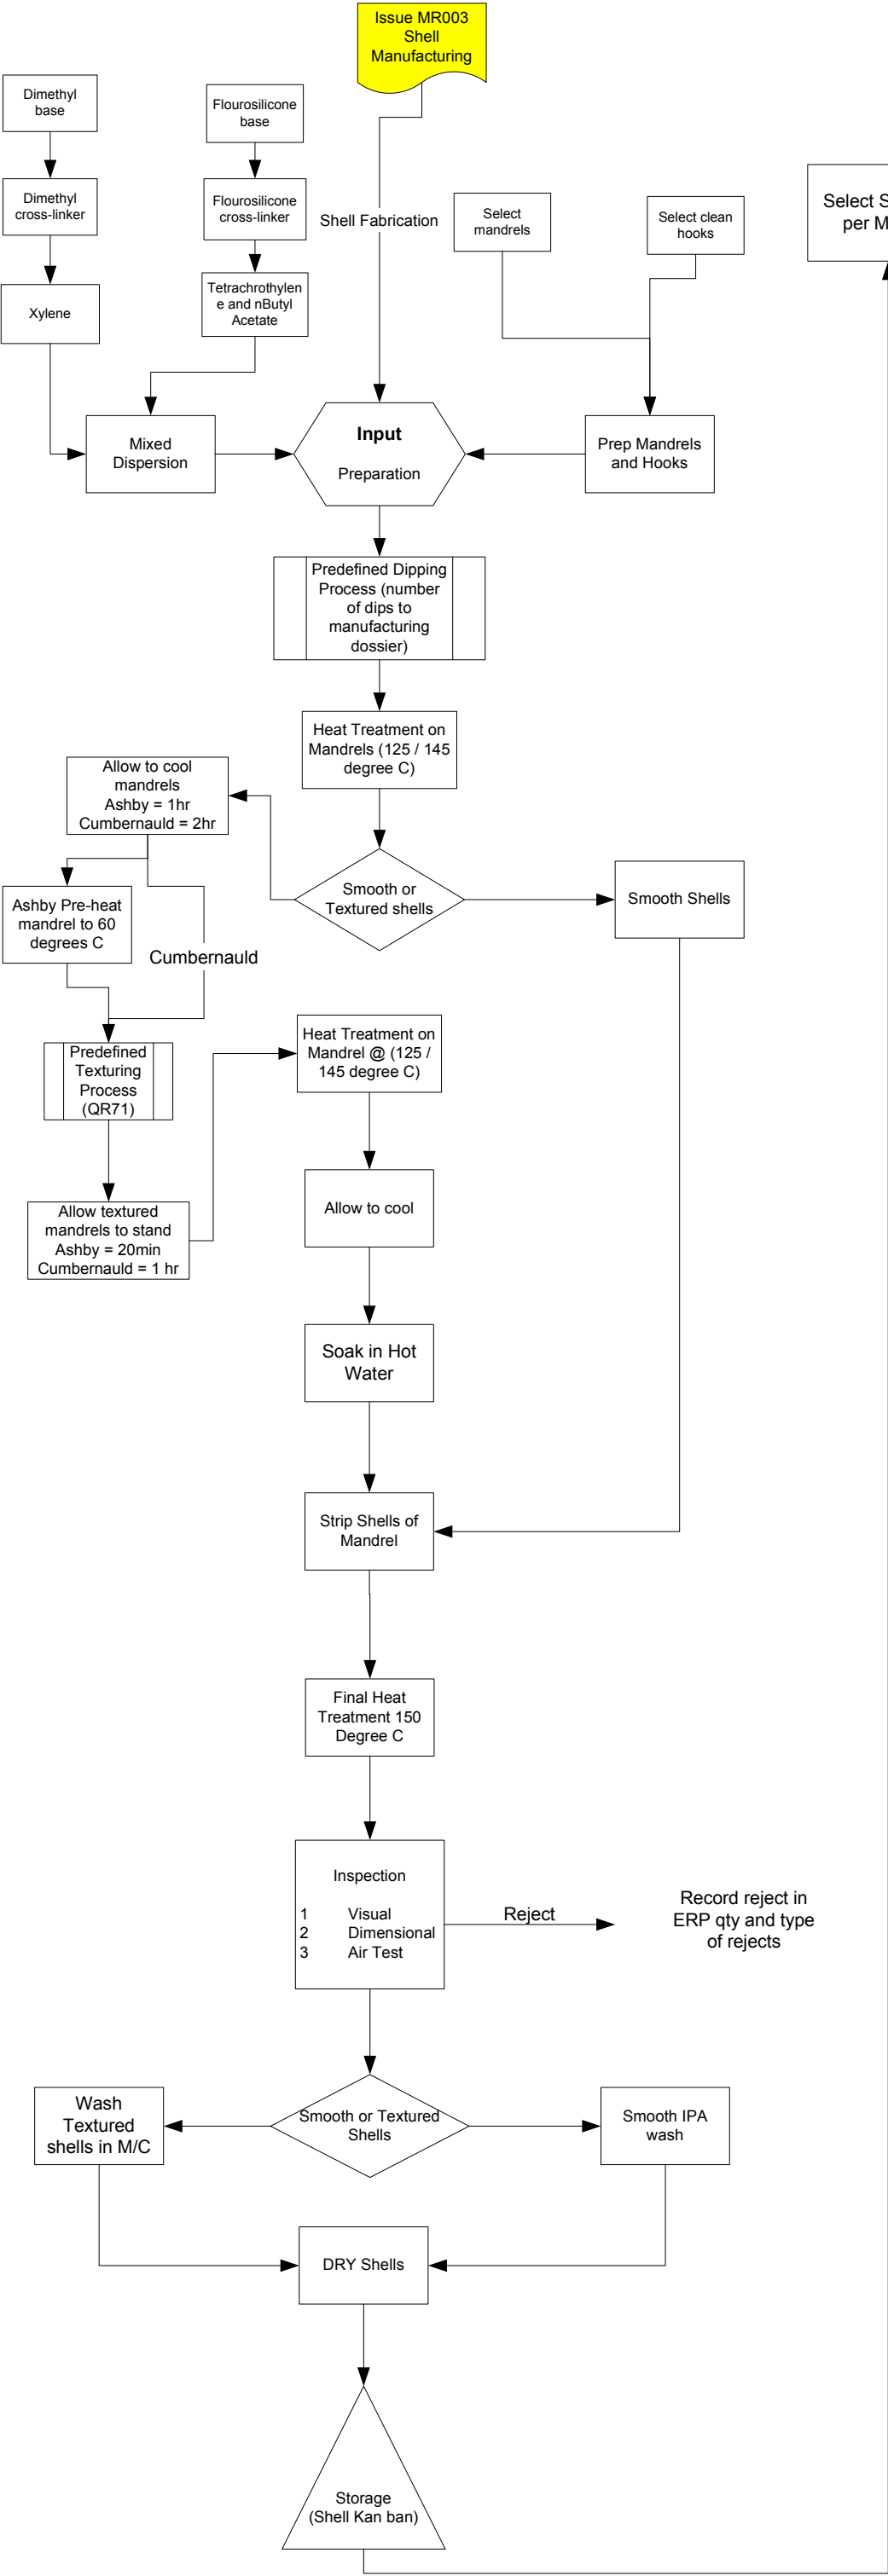 Issue MR003
Shell
Manufacturing
Dimethyl
base
Flourosilicone
base
Dimethyl
cross-linker
Flourosilicone
cross-linker
Shell Fabrication
Select
mandrels
Select clean
hooks
Select S
per M
Xylene
Tetrachrothylen
e and nButyl
Acetate
Mixed
Dispersion
Input
Preparation
Prep Mandrels
and Hooks
Predefined Dipping
Process (number
of dips to
manufacturing
dossier)
Heat Treatment on
Mandrels (125 / 145
degree C)
Allow to cool
mandrels
Ashby = 1hr
Cumbernauld = 2hr
Smooth or
Textured shells
Smooth Shells
Ashby Pre-heat
mandrel to 60
degrees C
Cumbernauld
Predefined
Texturing
Process
(QR71)
Heat Treatment on
Mandrel @ (125 /
145 degree C)
Allow textured
mandrels to stand
Ashby = 20min
Cumbernauld = 1 hr
Allow to cool
Soak in Hot
Water
Strip Shells of
Mandrel
Final Heat
Treatment 150
Degree C
Inspection
1 Visual
2 Dimensional
3 Air Test
Reject
Record reject in
ERP qty and type
of rejects
Wash
Textured
shells in M/C
Smooth or Textured
Shells
Smooth IPA
wash
DRY Shells
Storage
(Shell Kan ban)